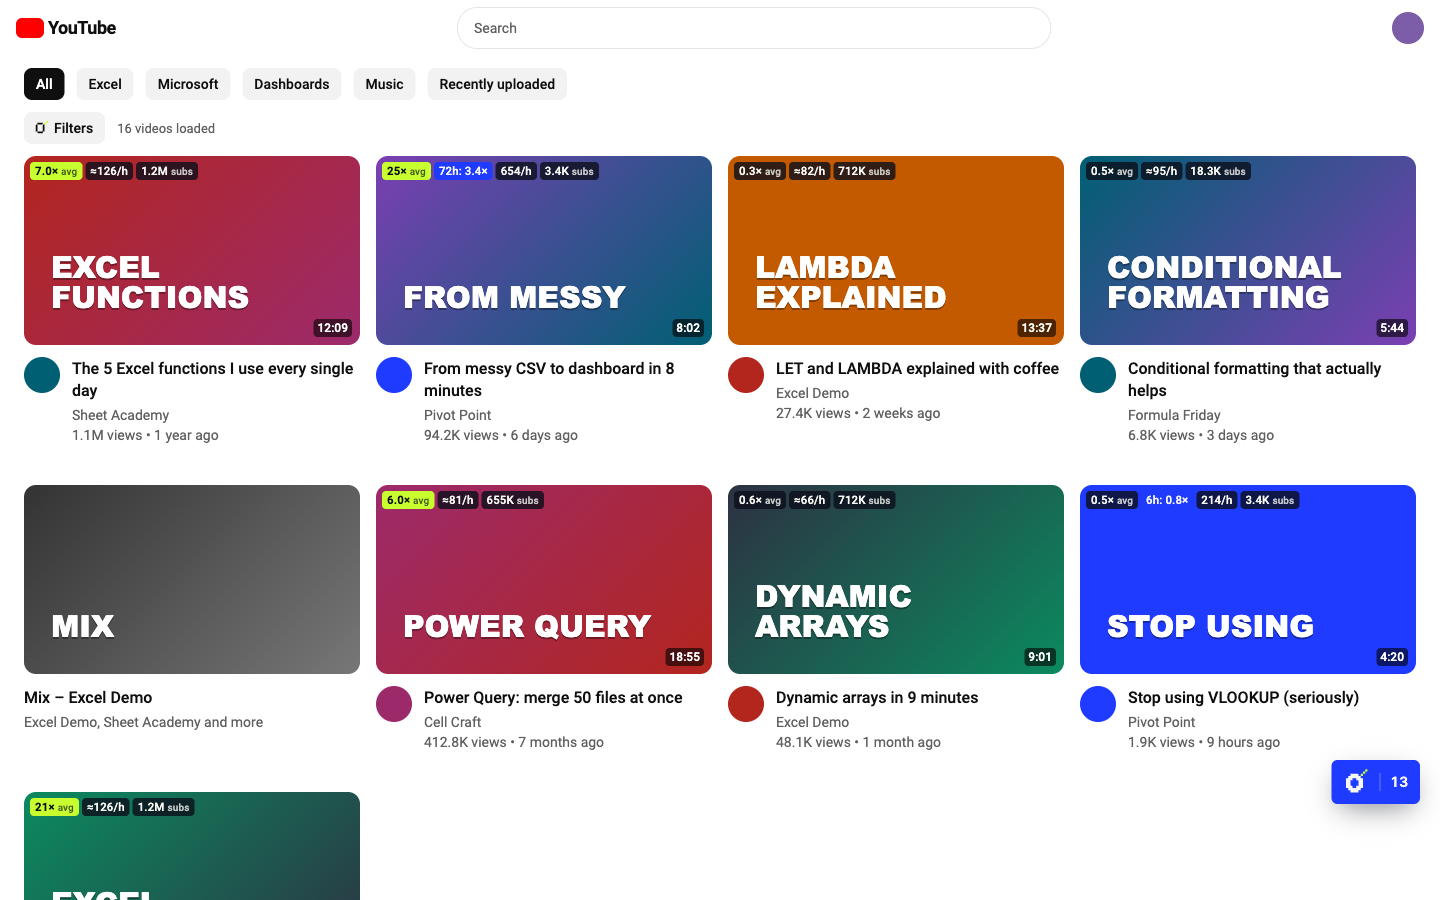 YouTube
Search
All
Excel
Microsoft
Dashboards
Music
Recently uploaded
Filters
16 videos loaded
7.0× avg
≈126/h
1.2M subs
EXCEL
FUNCTIONS
12:09
The 5 Excel functions I use every single
day
Sheet Academy
1.1M views • 1 year ago
25× avg
72h: 3.4×
654/h
3.4K subs
FROM MESSY
8:02
From messy CSV to dashboard in 8
minutes
Pivot Point
94.2K views • 6 days ago
0.3× avg
≈82/h
712K subs
LAMBDA
EXPLAINED
13:37
LET and LAMBDA explained with coffee
Excel Demo
27.4K views • 2 weeks ago
0.5× avg
≈95/h
18.3K subs
CONDITIONAL
FORMATTING
5:44
Conditional formatting that actually
helps
Formula Friday
6.8K views • 3 days ago
MIX
Mix – Excel Demo
Excel Demo, Sheet Academy and more
6.0× avg
≈81/h
655K subs
POWER QUERY
18:55
Power Query: merge 50 files at once
Cell Craft
412.8K views • 7 months ago
0.6× avg
≈66/h
712K subs
DYNAMIC
ARRAYS
9:01
Dynamic arrays in 9 minutes
Excel Demo
48.1K views • 1 month ago
0.5× avg
6h: 0.8×
214/h
3.4K subs
STOP USING
4:20
Stop using VLOOKUP (seriously)
Pivot Point
1.9K views • 9 hours ago
13
21× avg
≈126/h
1.2M subs
EXCEL